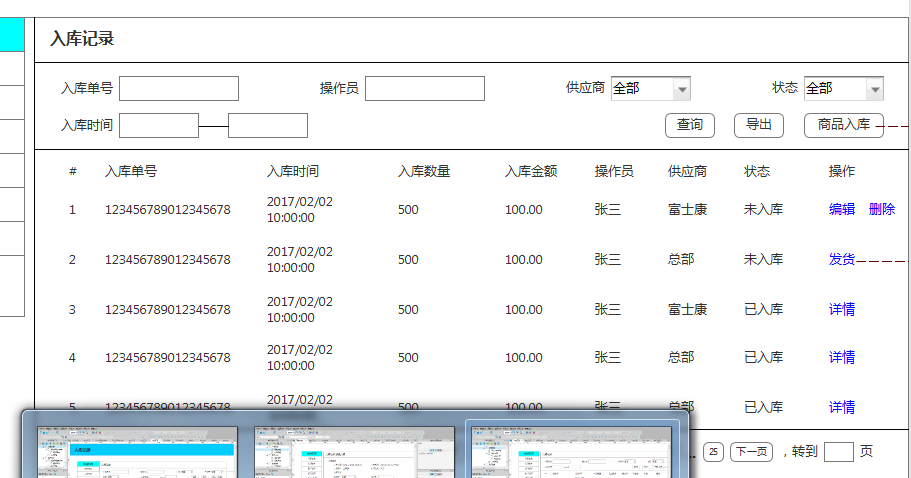 入库记录
入库单号 操作员 供应商 全部 状态 全部
入库时间 查询 导出 商品入库
# 入库单号 入库时间 入库数量 入库金额 操作员 供应商 状态 操作
1 123456789012345678 2017/02/02 10:00:00 500 100.00 张三 富士康 未入库 编辑 删除
2 123456789012345678 2017/02/02 10:00:00 500 100.00 张三 总部 未入库 发货
3 123456789012345678 2017/02/02 10:00:00 500 100.00 张三 富士康 已入库 详情
4 123456789012345678 2017/02/02 10:00:00 500 100.00 张三 总部 已入库 详情
5 123456789012345678 2017/02/02 500 100.00 张三 总部 已入库 详情
25 下一页 , 转到 页